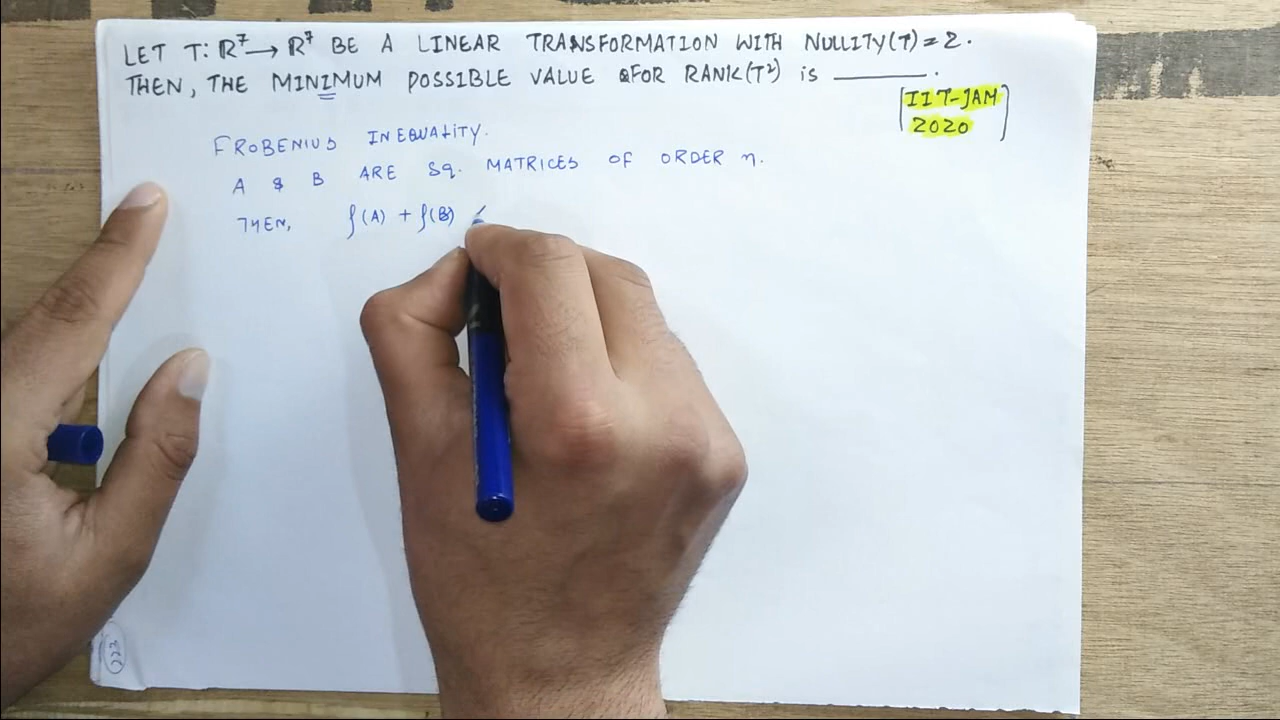 LET T: ℝ⁷ → ℝ⁷ BE A LINEAR TRANSFORMATION WITH NULLITY(T) = 2.
THEN, THE MINIMUM POSSIBLE VALUE FOR RANK(T²) is ______.
[IIT-JAM
2020]
FROBENIUS INEQUALITY.
A & B ARE SQ. MATRICES OF ORDER n.
THEN, ρ(A) + ρ(B)